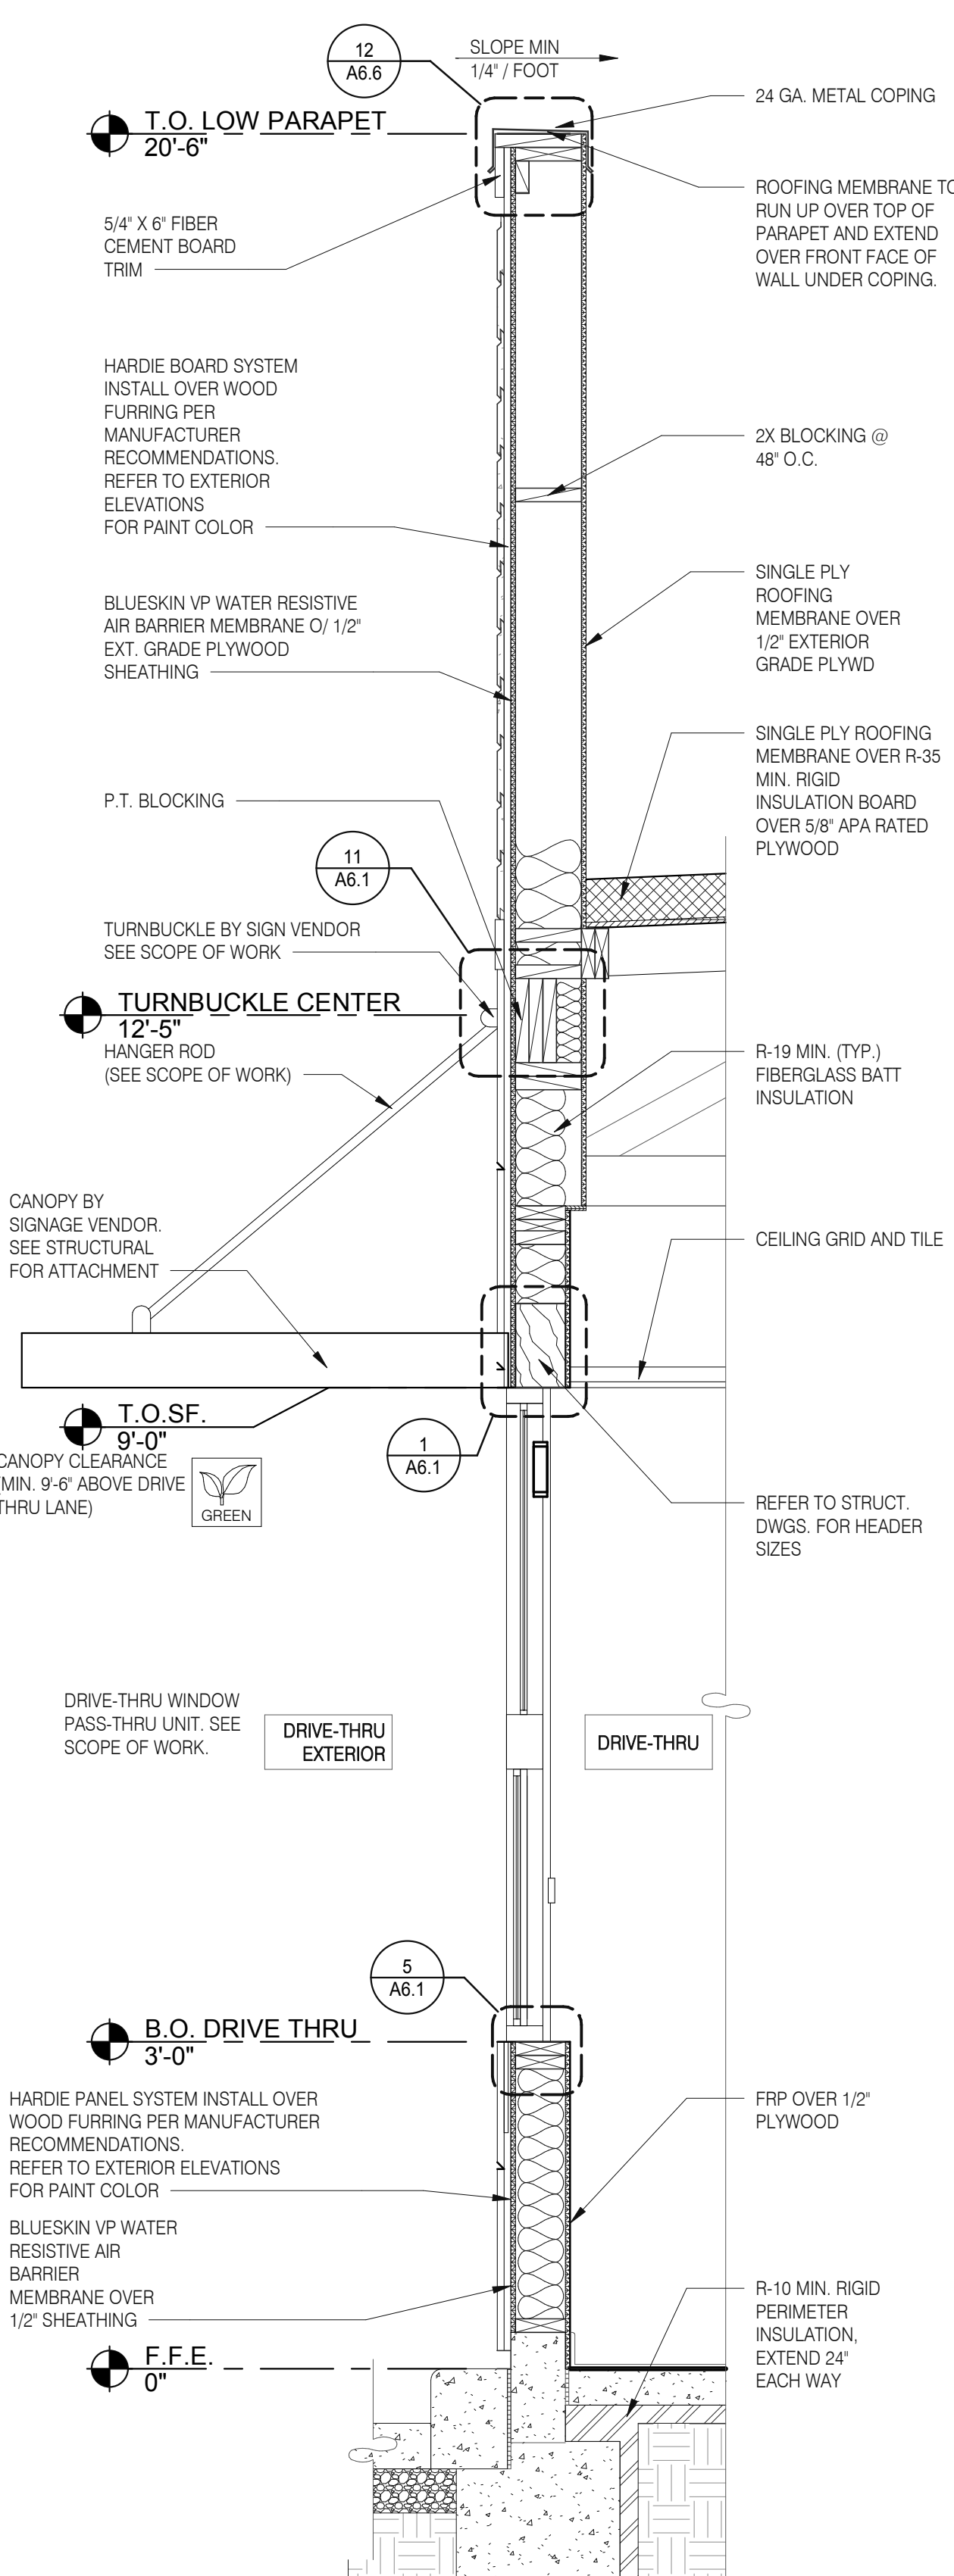 12
A6.6
SLOPE MIN
1/4" / FOOT
24 GA. METAL COPING
T.O. LOW PARAPET
20'-6"
ROOFING MEMBRANE TO
RUN UP OVER TOP OF
PARAPET AND EXTEND
OVER FRONT FACE OF
WALL UNDER COPING.
5/4" X 6" FIBER
CEMENT BOARD
TRIM
HARDIE BOARD SYSTEM
INSTALL OVER WOOD
FURRING PER
MANUFACTURER
RECOMMENDATIONS.
REFER TO EXTERIOR
ELEVATIONS
FOR PAINT COLOR
2X BLOCKING @
48" O.C.
SINGLE PLY
ROOFING
MEMBRANE OVER
1/2" EXTERIOR
GRADE PLYWD
BLUESKIN VP WATER RESISTIVE
AIR BARRIER MEMBRANE O/ 1/2"
EXT. GRADE PLYWOOD
SHEATHING
SINGLE PLY ROOFING
MEMBRANE OVER R-35
MIN. RIGID
INSULATION BOARD
OVER 5/8" APA RATED
PLYWOOD
P.T. BLOCKING
11
A6.1
TURNBUCKLE BY SIGN VENDOR
SEE SCOPE OF WORK
TURNBUCKLE CENTER
12'-5"
HANGER ROD
(SEE SCOPE OF WORK)
R-19 MIN. (TYP.)
FIBERGLASS BATT
INSULATION
CANOPY BY
SIGNAGE VENDOR.
SEE STRUCTURAL
FOR ATTACHMENT
CEILING GRID AND TILE
T.O.SF.
9'-0"
CANOPY CLEARANCE
(MIN. 9'-6" ABOVE DRIVE
THRU LANE)
GREEN
1
A6.1
REFER TO STRUCT.
DWGS. FOR HEADER
SIZES
DRIVE-THRU WINDOW
PASS-THRU UNIT. SEE
SCOPE OF WORK.
DRIVE-THRU
EXTERIOR
DRIVE-THRU
5
A6.1
B.O. DRIVE THRU
3'-0"
HARDIE PANEL SYSTEM INSTALL OVER
WOOD FURRING PER MANUFACTURER
RECOMMENDATIONS.
REFER TO EXTERIOR ELEVATIONS
FOR PAINT COLOR
FRP OVER 1/2"
PLYWOOD
BLUESKIN VP WATER
RESISTIVE AIR
BARRIER
MEMBRANE OVER
1/2" SHEATHING
R-10 MIN. RIGID
PERIMETER
INSULATION,
EXTEND 24"
EACH WAY
F.F.E.
0"